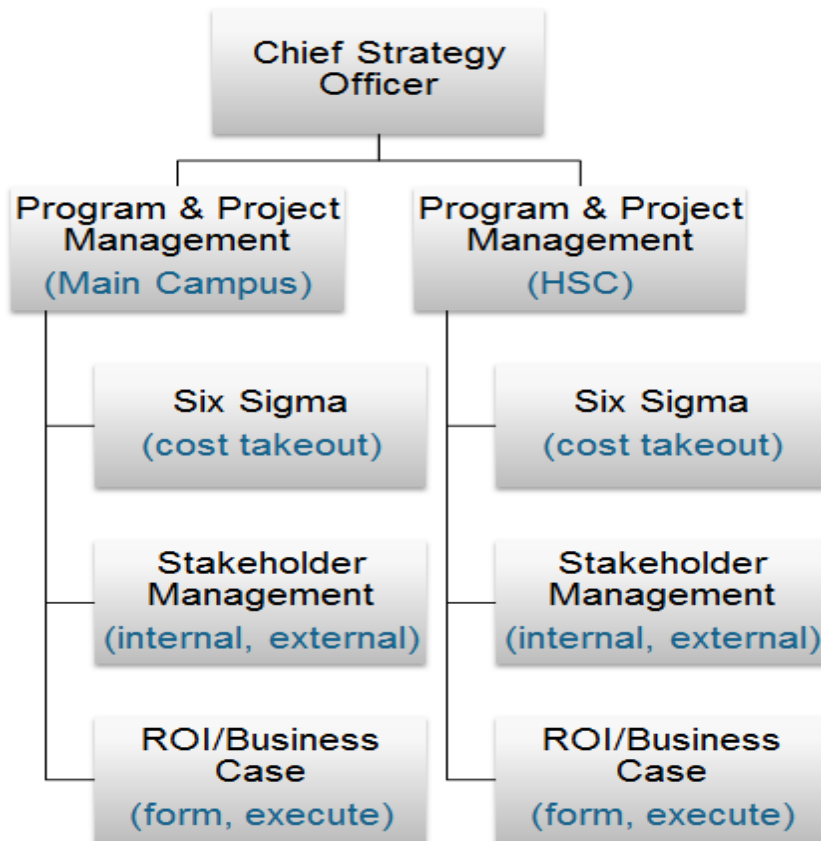 Chief Strategy
Officer
Program & Project
Management
(Main Campus)
Program & Project
Management
(HSC)
Six Sigma
(cost takeout)
Stakeholder
Management
(internal, external)
ROI/Business
Case
(form, execute)
Six Sigma
(cost takeout)
Stakeholder
Management
(internal, external)
ROI/Business
Case
(form, execute)